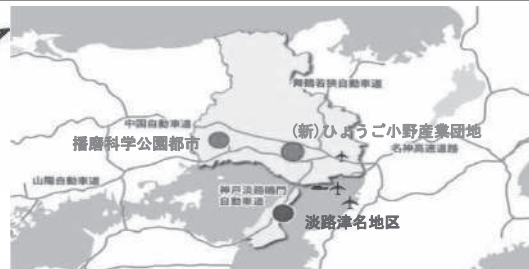 舞鶴若狭自動車道
中国自動車道
(新)ひょうご小野産業団地
播磨科学公園都市
名神高速道路
山陽自動車道
神戸淡路鳴門
自動車道
淡路津名地区